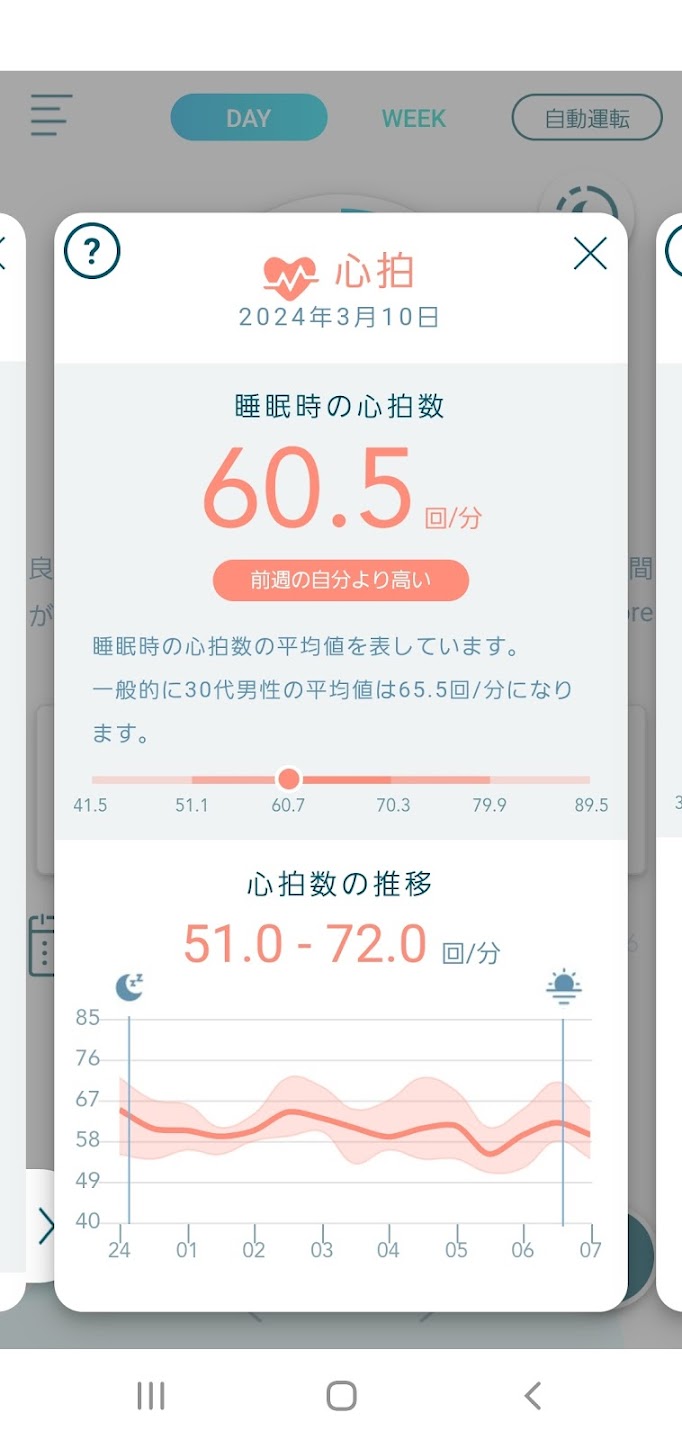 DAY
WEEK
自動運転
?
心拍
2024年3月10日
睡眠時の心拍数
60.5 回/分
前週の自分より高い
良
間
が
re
睡眠時の心拍数の平均値を表しています。
一般的に30代男性の平均値は65.5回/分になり
ます。
41.5 51.1 60.7 70.3 79.9 89.5
3
心拍数の推移
51.0 - 72.0 回/分
6
z z
85
76
67
58
49
40
24 01 02 03 04 05 06 07